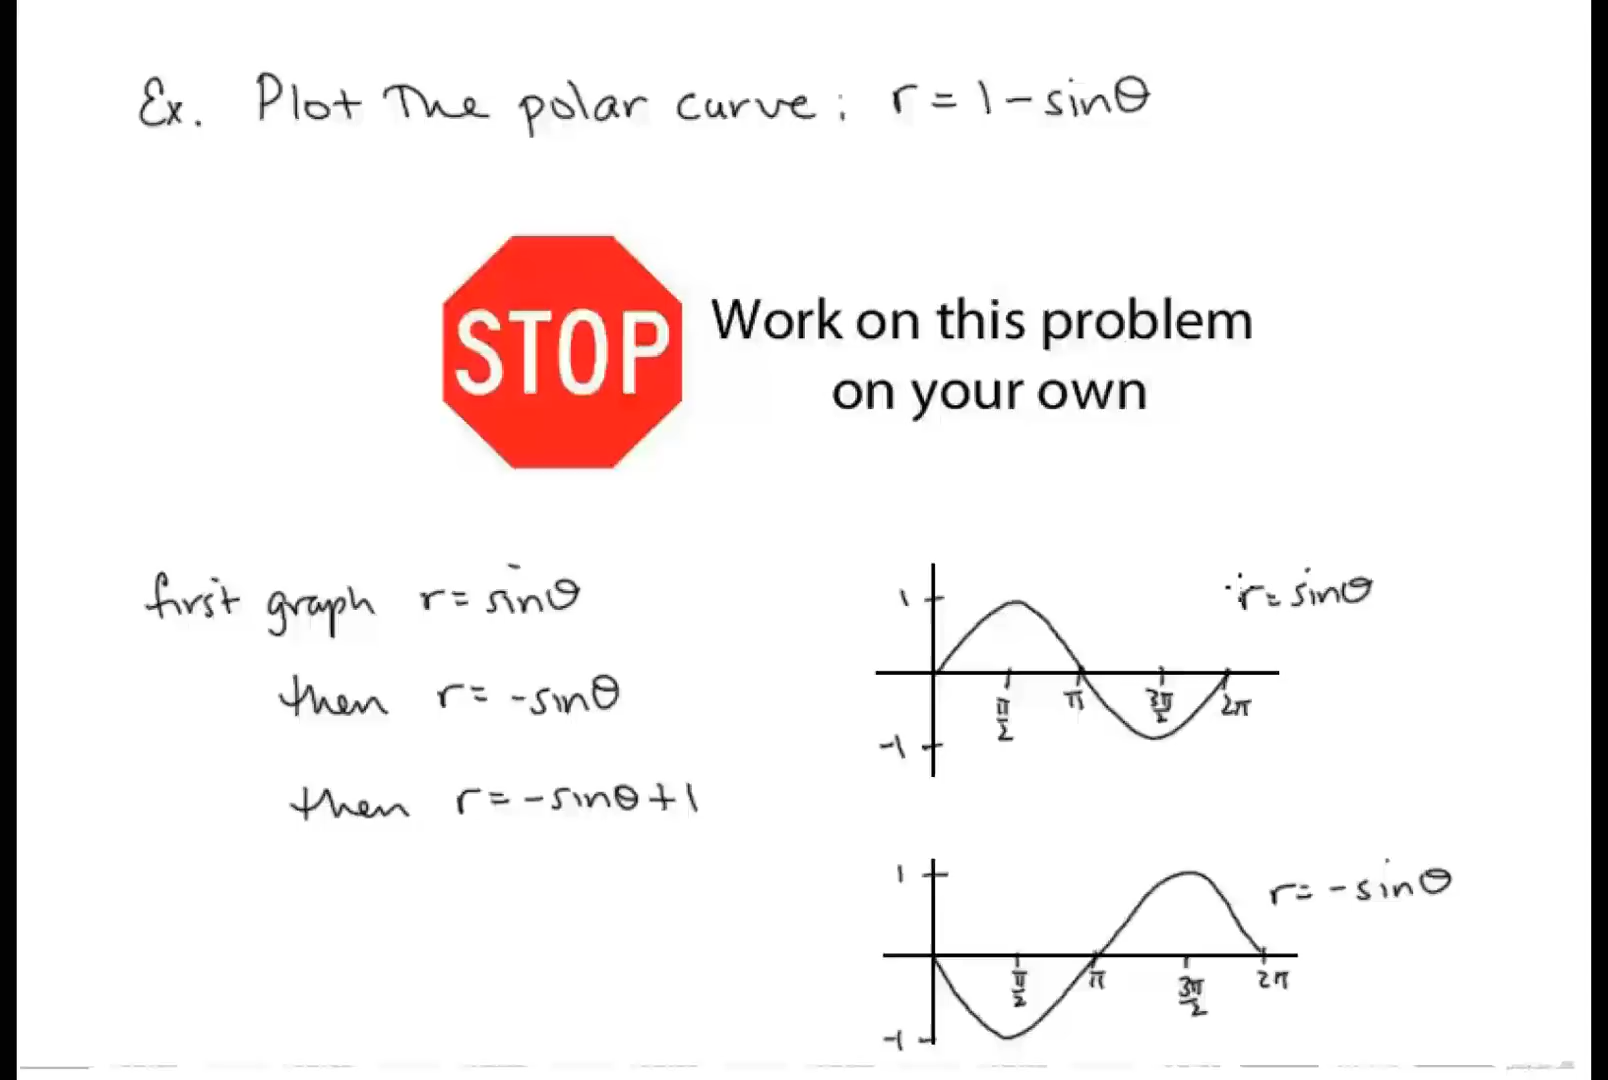 Ex. Plot The polar curve: r = 1 - sinθ
STOP
Work on this problem
on your own
first graph r = sinθ
then r = -sinθ
then r = -sinθ + 1
1
-1
π/2 π 3π/2 2π
r = sinθ
1
-1
π/2 π 3π/2 2π
r = -sinθ